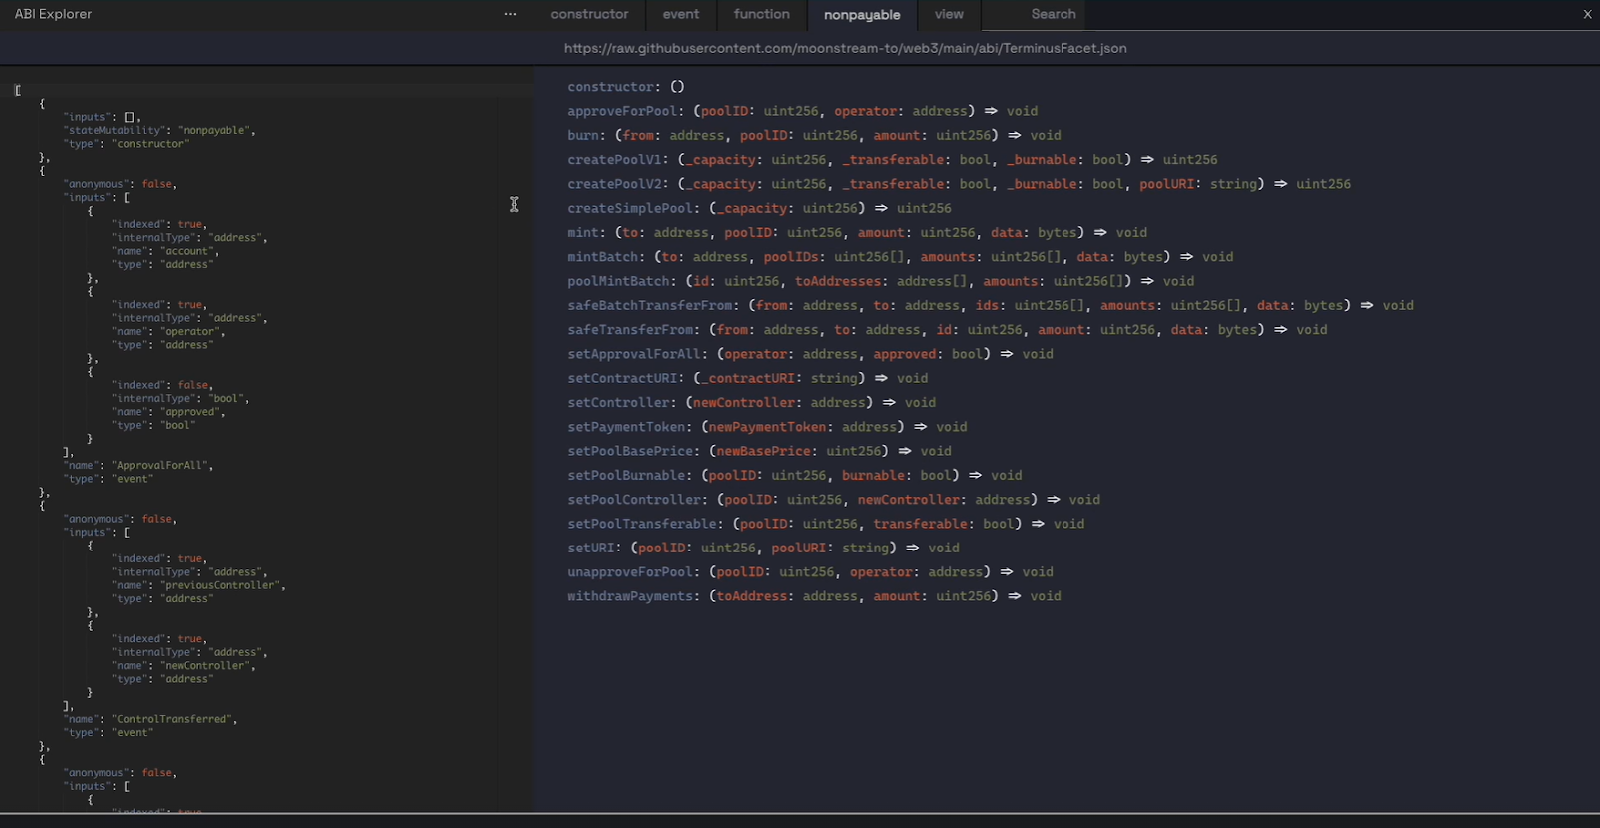 ABI Explorer
...
constructor
event
function
nonpayable
view
Search
X
https://raw.githubusercontent.com/moonstream-to/web3/main/abi/TerminusFacet.json
[
{
"inputs": [],
"stateMutability": "nonpayable",
"type": "constructor"
},
{
"anonymous": false,
"inputs": [
{
"indexed": true,
"internalType": "address",
"name": "account",
"type": "address"
},
{
"indexed": true,
"internalType": "address",
"name": "operator",
"type": "address"
},
{
"indexed": false,
"internalType": "bool",
"name": "approved",
"type": "bool"
}
],
"name": "ApprovalForAll",
"type": "event"
},
{
"anonymous": false,
"inputs": [
{
"indexed": true,
"internalType": "address",
"name": "previousController",
"type": "address"
},
{
"indexed": true,
"internalType": "address",
"name": "newController",
"type": "address"
}
],
"name": "ControlTransferred",
"type": "event"
},
{
"anonymous": false,
"inputs": [
{
"indexed": true,
constructor: ()
approveForPool: (poolID: uint256, operator: address) ⇒ void
burn: (from: address, poolID: uint256, amount: uint256) ⇒ void
createPoolV1: (_capacity: uint256, _transferable: bool, _burnable: bool) ⇒ uint256
createPoolV2: (_capacity: uint256, _transferable: bool, _burnable: bool, poolURI: string) ⇒ uint256
createSimplePool: (_capacity: uint256) ⇒ uint256
mint: (to: address, poolID: uint256, amount: uint256, data: bytes) ⇒ void
mintBatch: (to: address, poolIDs: uint256[], amounts: uint256[], data: bytes) ⇒ void
poolMintBatch: (id: uint256, toAddresses: address[], amounts: uint256[]) ⇒ void
safeBatchTransferFrom: (from: address, to: address, ids: uint256[], amounts: uint256[], data: bytes) ⇒ void
safeTransferFrom: (from: address, to: address, id: uint256, amount: uint256, data: bytes) ⇒ void
setApprovalForAll: (operator: address, approved: bool) ⇒ void
setContractURI: (_contractURI: string) ⇒ void
setController: (newController: address) ⇒ void
setPaymentToken: (newPaymentToken: address) ⇒ void
setPoolBasePrice: (newBasePrice: uint256) ⇒ void
setPoolBurnable: (poolID: uint256, burnable: bool) ⇒ void
setPoolController: (poolID: uint256, newController: address) ⇒ void
setPoolTransferable: (poolID: uint256, transferable: bool) ⇒ void
setURI: (poolID: uint256, poolURI: string) ⇒ void
unapproveForPool: (poolID: uint256, operator: address) ⇒ void
withdrawPayments: (toAddress: address, amount: uint256) ⇒ void